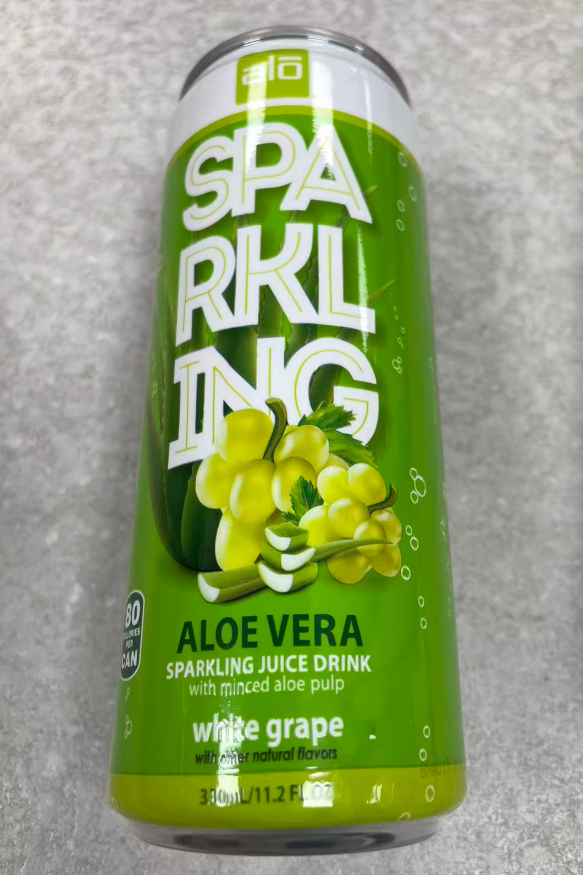 alo
SPA
RKL
ING
80
CALORIES
PER
CAN
ALOE VERA
SPARKLING JUICE DRINK
with minced aloe pulp
white grape
with other natural flavors
330mL/11.2 FL OZ